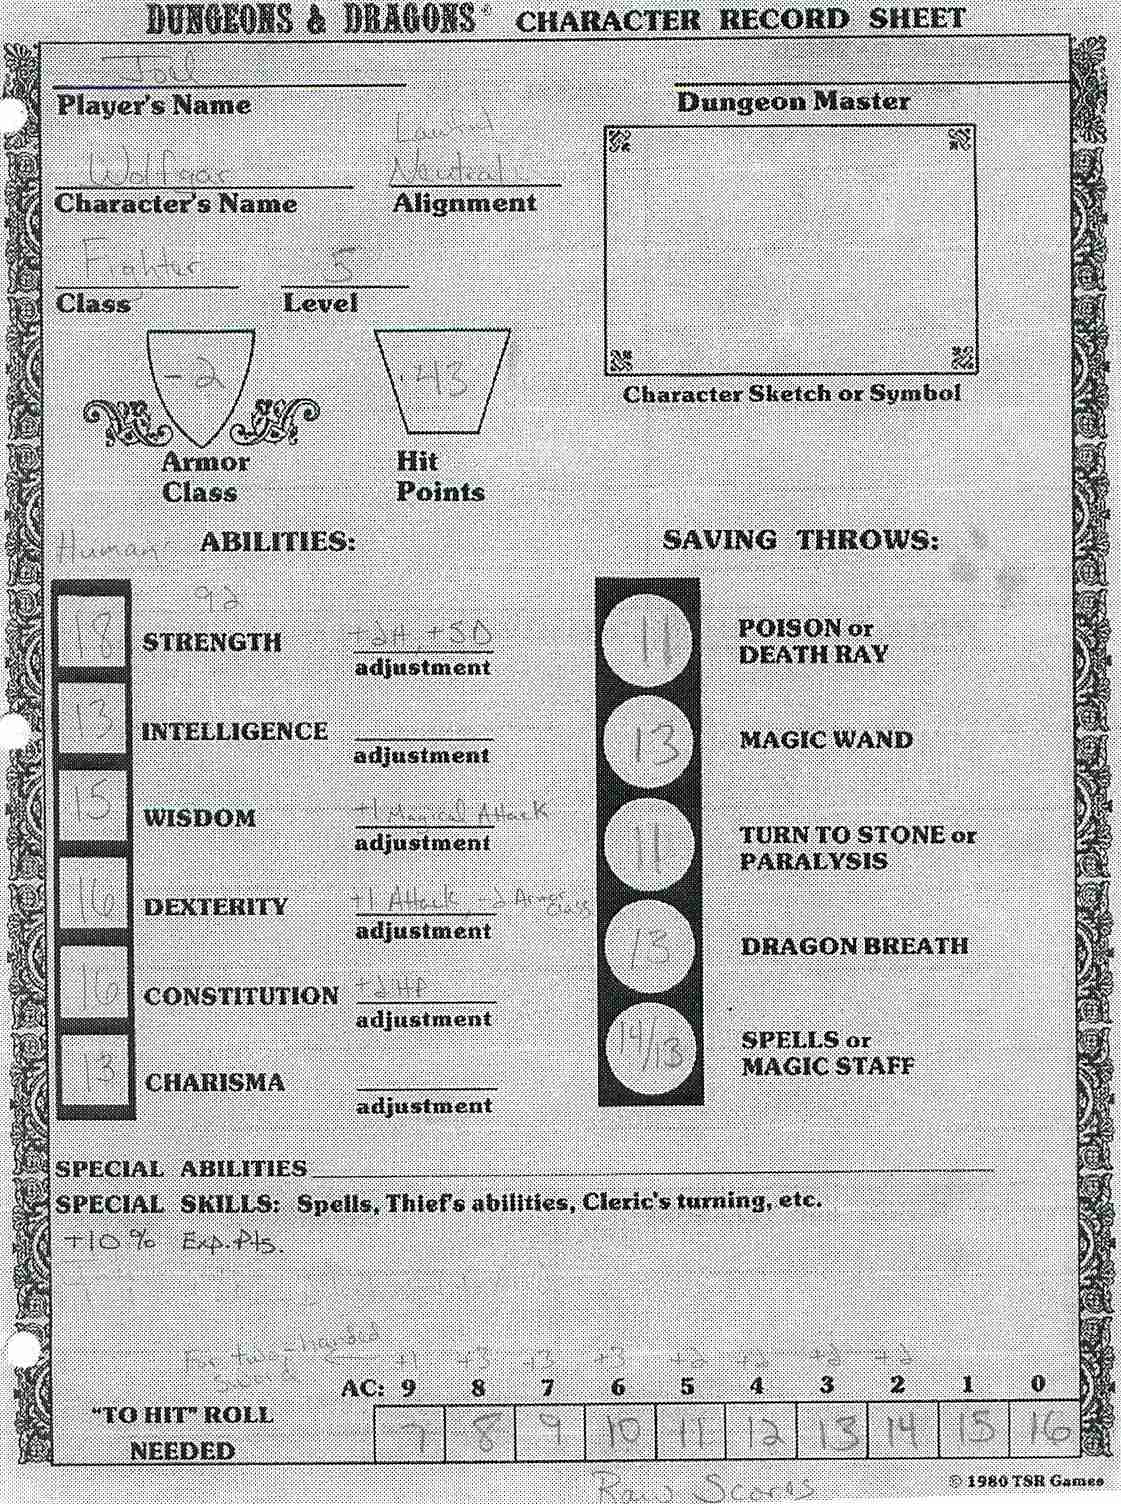 DUNGEONS & DRAGONS® CHARACTER RECORD SHEET
Joel
Player's Name
Dungeon Master
Lawful
Wolfgar
Neutral
Character's Name
Alignment
Fighter
5
Class
Level
-2
43
Character Sketch or Symbol
Armor
Class
Hit
Points
Human
ABILITIES:
SAVING THROWS:
92
18
STRENGTH
+2H, +5D
adjustment
11
POISON or
DEATH RAY
13
INTELLIGENCE
adjustment
13
MAGIC WAND
15
WISDOM
+1 Magical Attack
adjustment
11
TURN TO STONE or
PARALYSIS
16
DEXTERITY
+1 Attack, -2 Armor
class
adjustment
13
DRAGON BREATH
16
CONSTITUTION
+2HP
adjustment
14/13
SPELLS or
MAGIC STAFF
13
CHARISMA
adjustment
SPECIAL ABILITIES
SPECIAL SKILLS: Spells, Thief's abilities, Cleric's turning, etc.
+10% Exp. Pts.
For two-handed
sword
+1 +3 +3 +3 +2 2 +2 +2
AC: 9 8 7 6 5 4 3 2 1 0
"TO HIT" ROLL
NEEDED
7 8 9 10 11 12 13 14 15 16
Raw Scores
© 1980 TSR Games